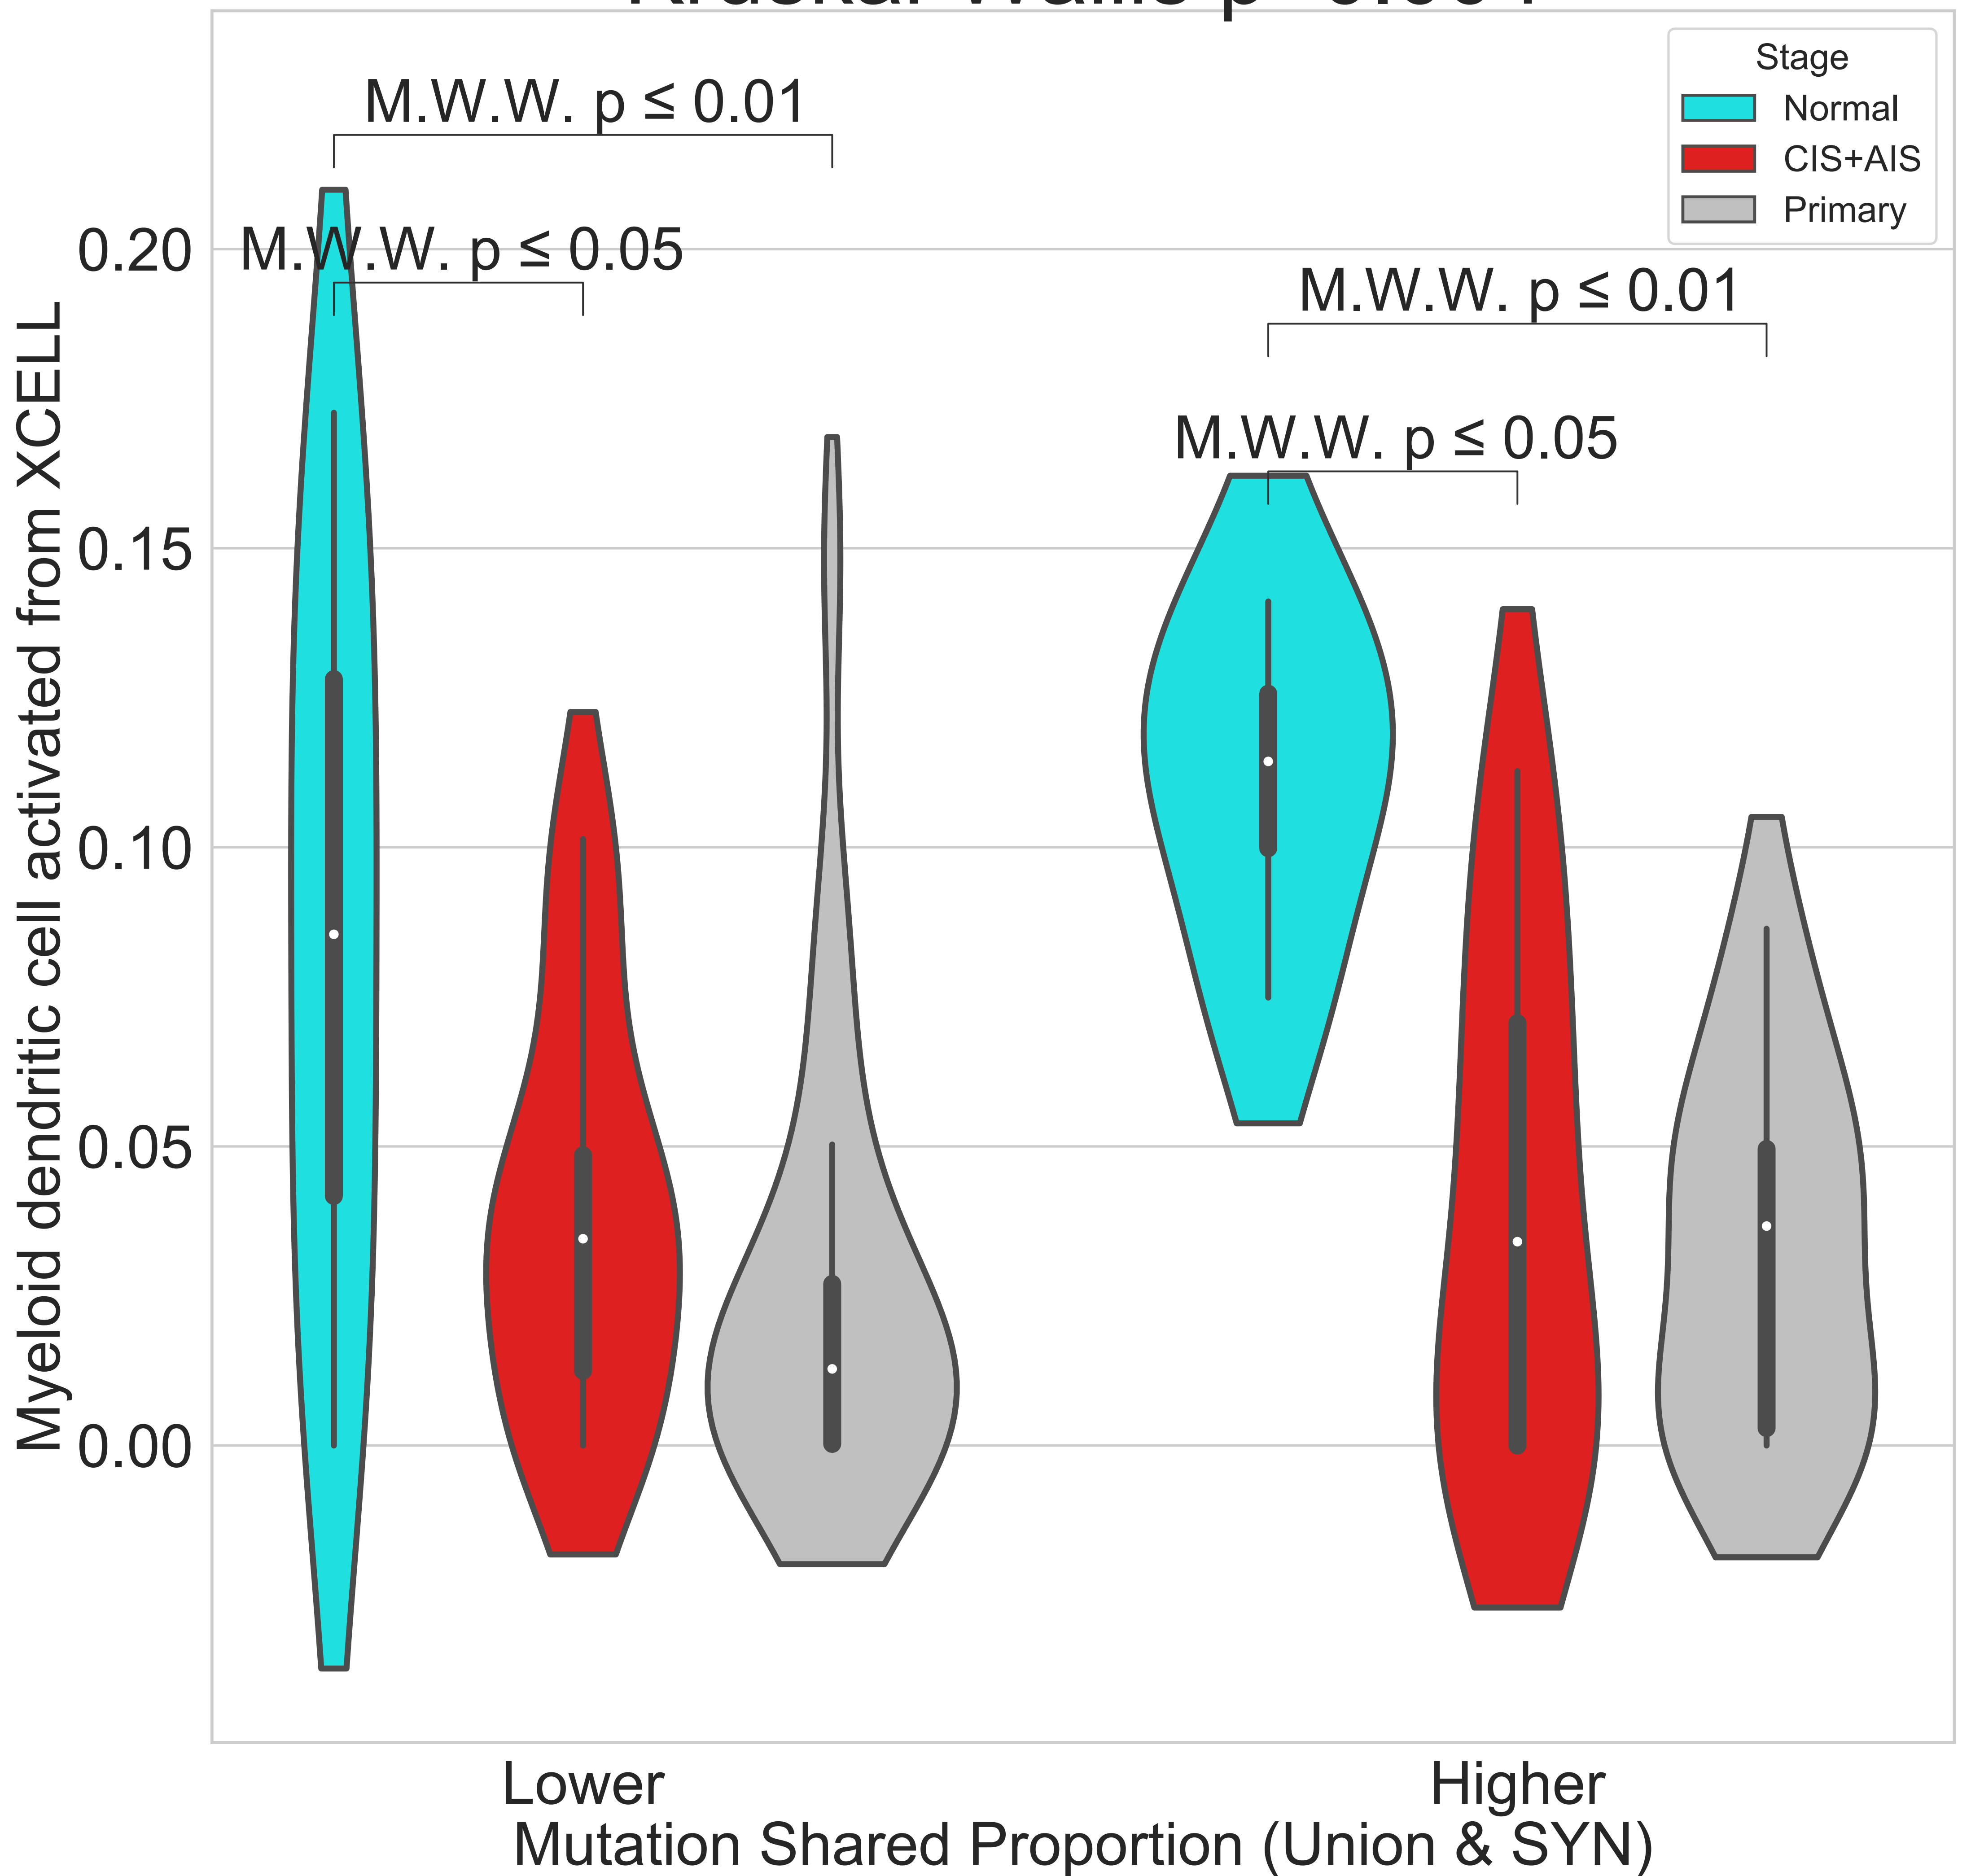 Stage
Normal
CIS+AIS
Primary
M.W.W. p ≤ 0.01
M.W.W. p ≤ 0.05
M.W.W. p ≤ 0.01
M.W.W. p ≤ 0.05
Myeloid dendritic cell activated from XCELL
0.20
0.15
0.10
0.05
0.00
Lower
Higher
Mutation Shared Proportion (Union & SYN)